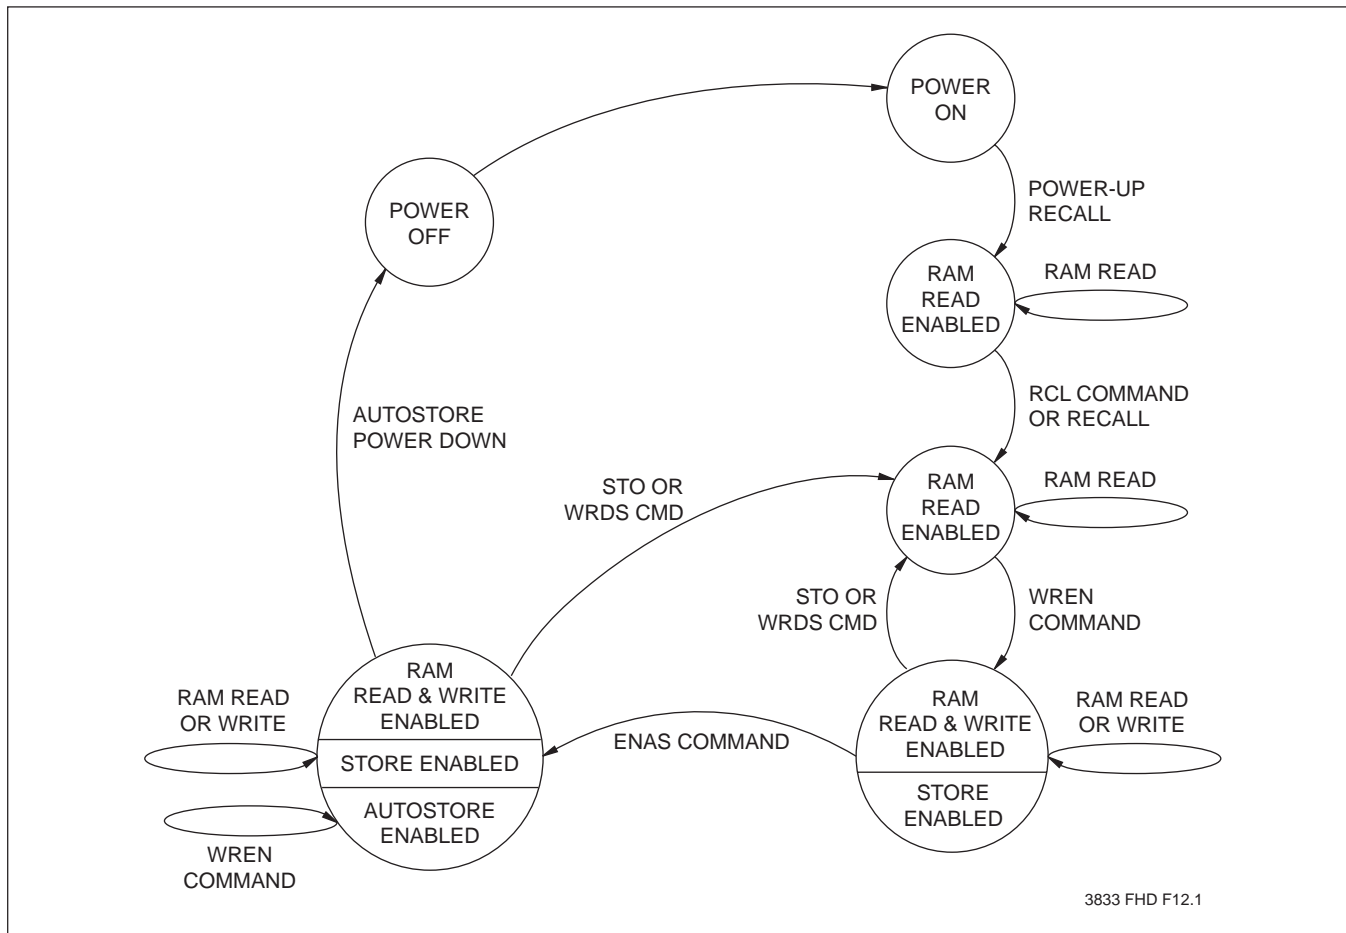 POWER
ON
POWER
OFF
POWER-UP
RECALL
RAM
READ
ENABLED
RAM READ
AUTOSTORE
POWER DOWN
RCL COMMAND
OR RECALL
STO OR
WRDS CMD
RAM
READ
ENABLED
RAM READ
STO OR
WRDS CMD
WREN
COMMAND
RAM READ
OR WRITE
RAM
READ & WRITE
ENABLED
STORE ENABLED
AUTOSTORE
ENABLED
WREN
COMMAND
ENAS COMMAND
RAM
READ & WRITE
ENABLED
STORE
ENABLED
RAM READ
OR WRITE
3833 FHD F12.1